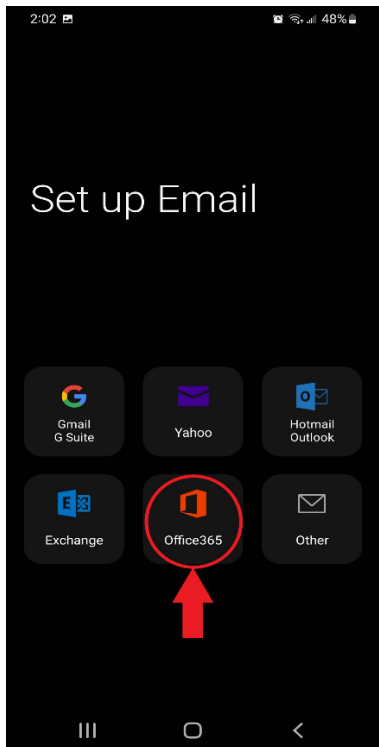 2:02 48%
Set up Email
Gmail
G Suite
Yahoo
Hotmail
Outlook
Exchange
Office365
Other